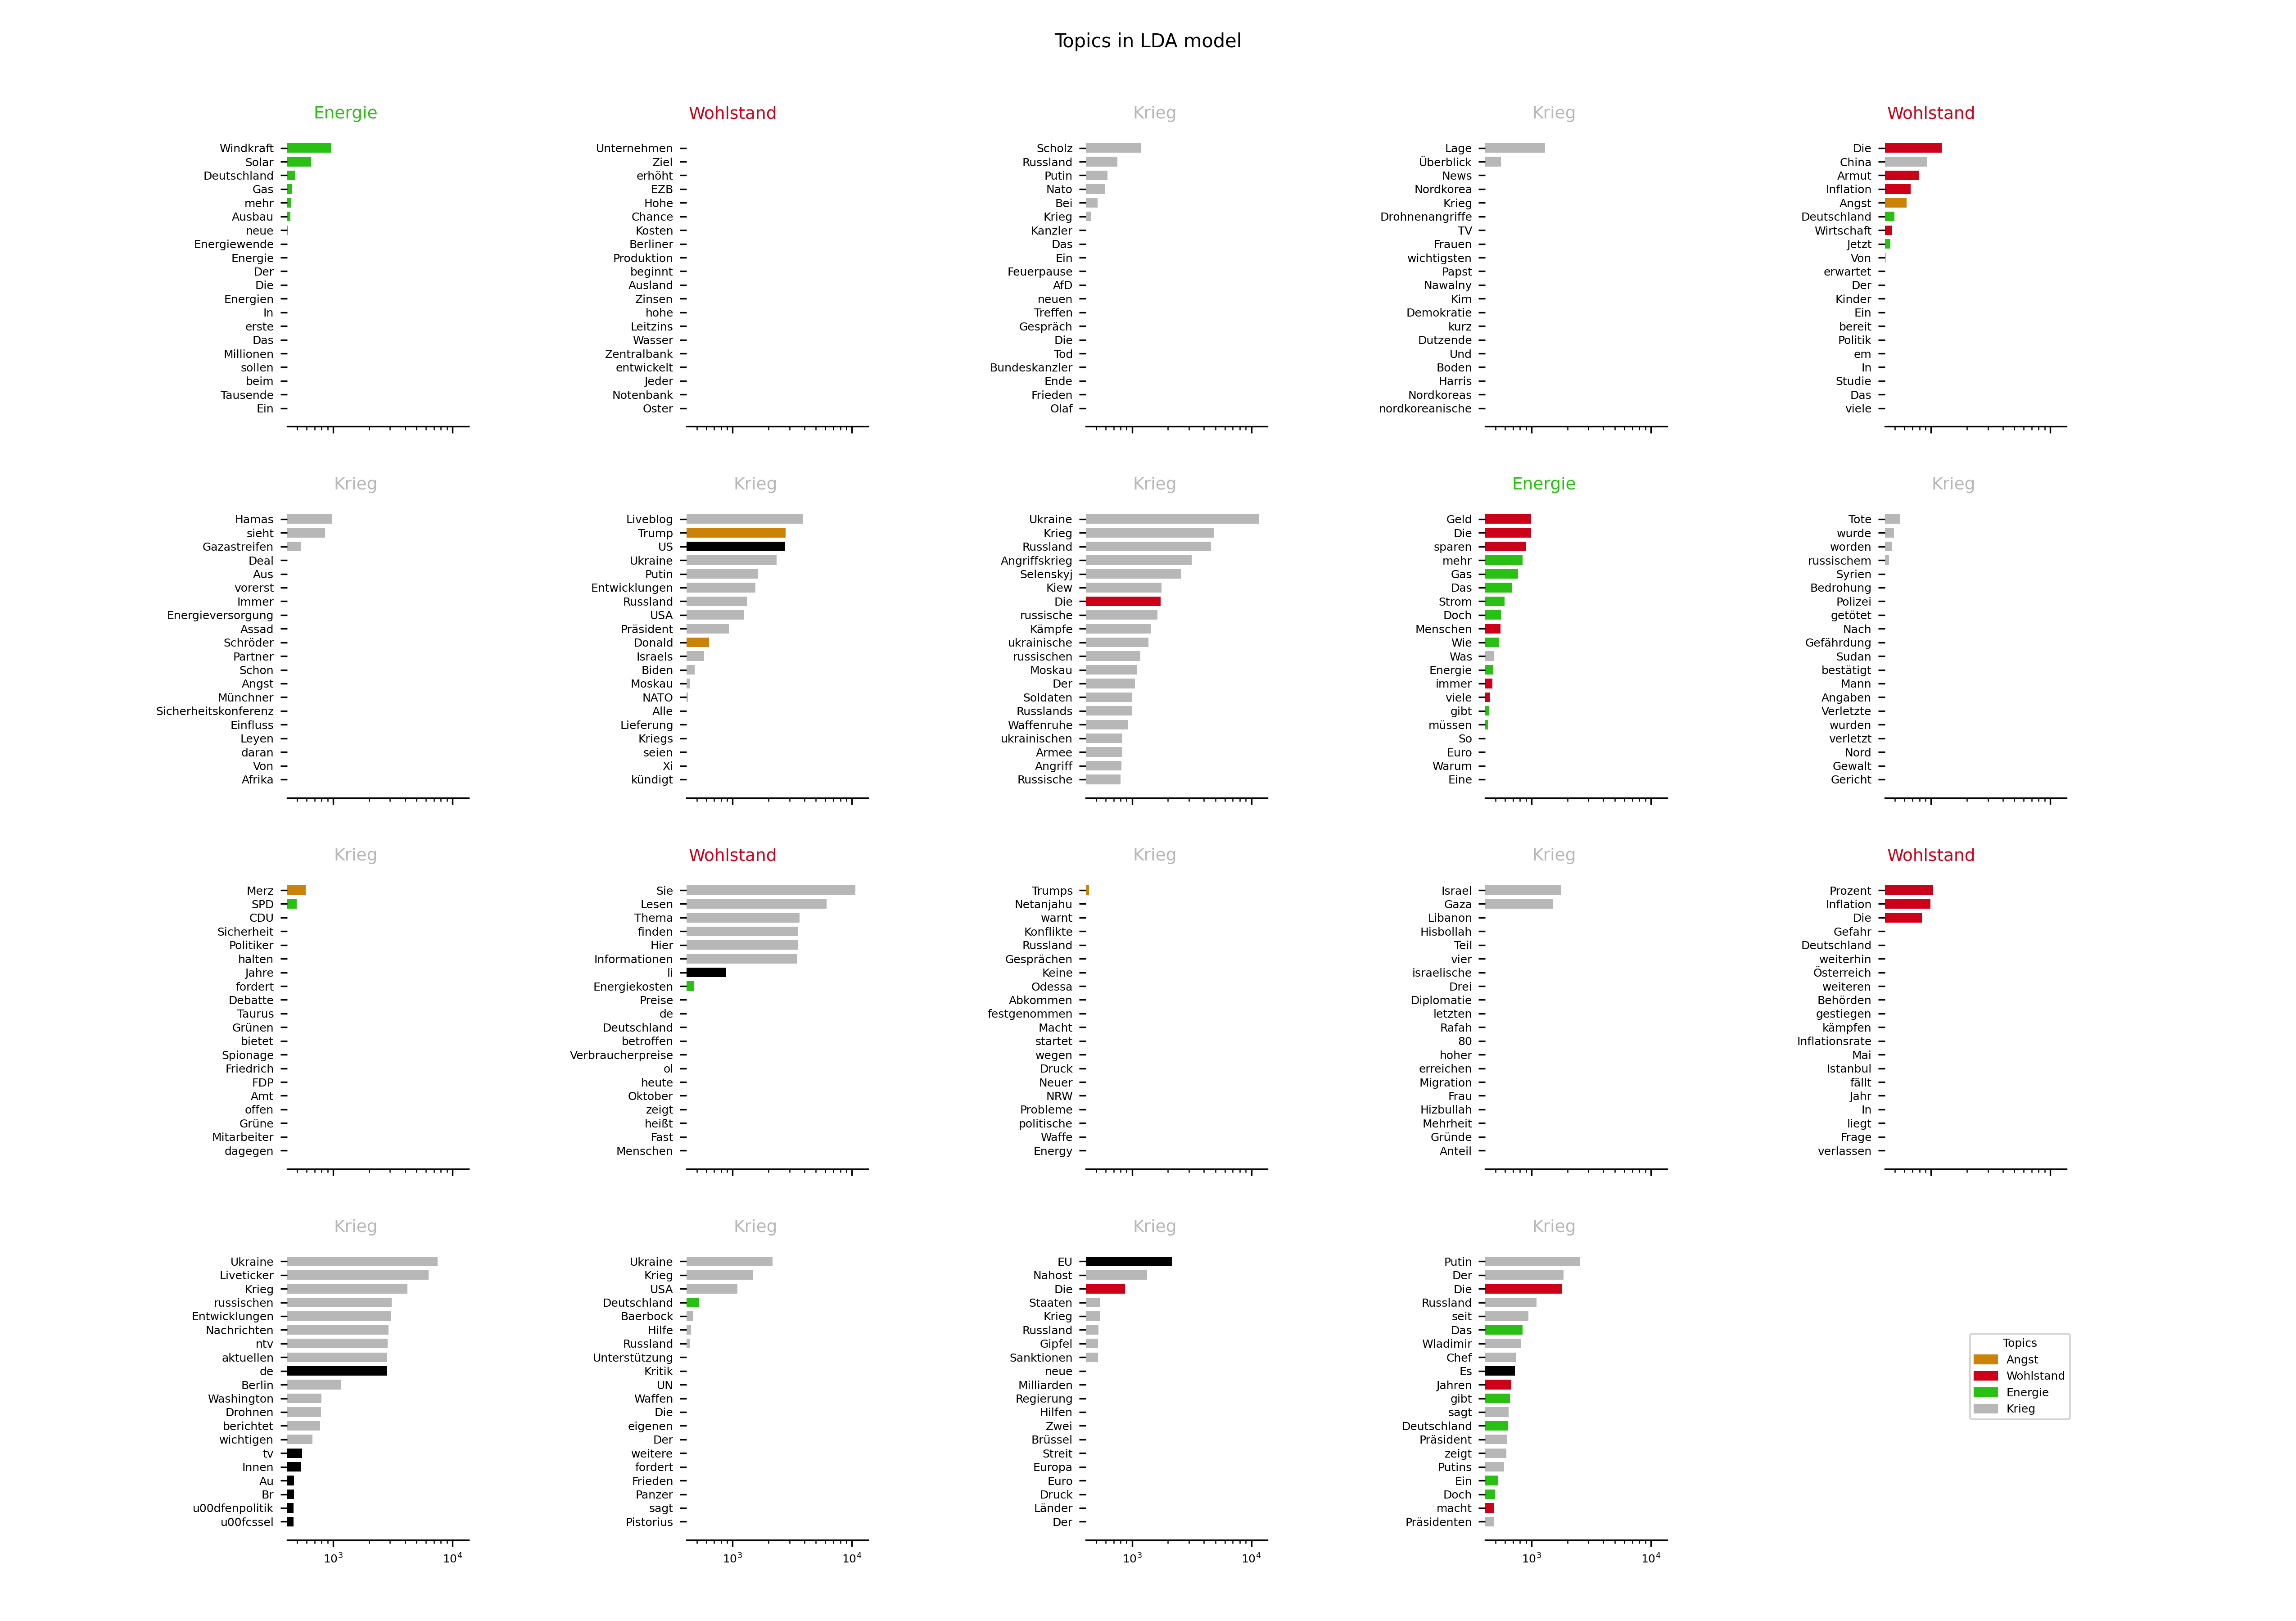 Topics in LDA model
Energie
Windkraft
Solar
Deutschland
Gas
mehr
Ausbau
neue
Energiewende
Energie
Der
Die
Energien
In
erste
Das
Millionen
sollen
beim
Tausende
Ein
Wohlstand
Unternehmen
Ziel
erhöht
EZB
Hohe
Chance
Kosten
Berliner
Produktion
beginnt
Ausland
Zinsen
hohe
Leitzins
Wasser
Zentralbank
entwickelt
Jeder
Notenbank
Oster
Krieg
Scholz
Russland
Putin
Nato
Bei
Krieg
Kanzler
Das
Ein
Feuerpause
AfD
neuen
Treffen
Gespräch
Die
Tod
Bundeskanzler
Ende
Frieden
Olaf
Krieg
Lage
Überblick
News
Nordkorea
Krieg
Drohnenangriffe
TV
Frauen
wichtigsten
Papst
Nawalny
Kim
Demokratie
kurz
Dutzende
Und
Boden
Harris
Nordkoreas
nordkoreanische
Wohlstand
Die
China
Armut
Inflation
Angst
Deutschland
Wirtschaft
Jetzt
Von
erwartet
Der
Kinder
Ein
bereit
Politik
em
In
Studie
Das
viele
Krieg
Hamas
sieht
Gazastreifen
Deal
Aus
vorerst
Immer
Energieversorgung
Assad
Schröder
Partner
Schon
Angst
Münchner
Sicherheitskonferenz
Einfluss
Leyen
daran
Von
Afrika
Krieg
Liveblog
Trump
US
Ukraine
Putin
Entwicklungen
Russland
USA
Präsident
Donald
Israels
Biden
Moskau
NATO
Alle
Lieferung
Kriegs
seien
Xi
kündigt
Krieg
Ukraine
Krieg
Russland
Angriffskrieg
Selenskyj
Kiew
Die
russische
Kämpfe
ukrainische
russischen
Moskau
Der
Soldaten
Russlands
Waffenruhe
ukrainischen
Armee
Angriff
Russische
Energie
Geld
Die
sparen
mehr
Gas
Das
Strom
Doch
Menschen
Wie
Was
Energie
immer
viele
gibt
müssen
So
Euro
Warum
Eine
Krieg
Tote
wurde
worden
russischem
Syrien
Bedrohung
Polizei
getötet
Nach
Gefährdung
Sudan
bestätigt
Mann
Angaben
Verletzte
wurden
verletzt
Nord
Gewalt
Gericht
Krieg
Merz
SPD
CDU
Sicherheit
Politiker
halten
Jahre
fordert
Debatte
Taurus
Grünen
bietet
Spionage
Friedrich
FDP
Amt
offen
Grüne
Mitarbeiter
dagegen
Wohlstand
Sie
Lesen
Thema
finden
Hier
Informationen
li
Energiekosten
Preise
de
Deutschland
betroffen
Verbraucherpreise
ol
heute
Oktober
zeigt
heißt
Fast
Menschen
Krieg
Trumps
Netanjahu
warnt
Konflikte
Russland
Gesprächen
Keine
Odessa
Abkommen
festgenommen
Macht
startet
wegen
Druck
Neuer
NRW
Probleme
politische
Waffe
Energy
Krieg
Israel
Gaza
Libanon
Hisbollah
Teil
vier
israelische
Drei
Diplomatie
letzten
Rafah
80
hoher
erreichen
Migration
Frau
Hizbullah
Mehrheit
Gründe
Anteil
Wohlstand
Prozent
Inflation
Die
Gefahr
Deutschland
weiterhin
Österreich
weiteren
Behörden
gestiegen
kämpfen
Inflationsrate
Mai
Istanbul
fällt
Jahr
In
liegt
Frage
verlassen
Krieg
Ukraine
Liveticker
Krieg
russischen
Entwicklungen
Nachrichten
ntv
aktuellen
de
Berlin
Washington
Drohnen
berichtet
wichtigen
tv
Innen
Au
Br
u00dfenpolitik
u00fcssel
10³ 10⁴
Krieg
Ukraine
Krieg
USA
Deutschland
Baerbock
Hilfe
Russland
Unterstützung
Kritik
UN
Waffen
Die
eigenen
Der
weitere
fordert
Frieden
Panzer
sagt
Pistorius
10³ 10⁴
Krieg
EU
Nahost
Die
Staaten
Krieg
Russland
Gipfel
Sanktionen
neue
Milliarden
Regierung
Hilfen
Zwei
Brüssel
Streit
Europa
Euro
Druck
Länder
Der
10³ 10⁴
Krieg
Putin
Der
Die
Russland
seit
Das
Wladimir
Chef
Es
Jahren
gibt
sagt
Deutschland
Präsident
zeigt
Putins
Ein
Doch
macht
Präsidenten
10³ 10⁴
Topics
Angst
Wohlstand
Energie
Krieg